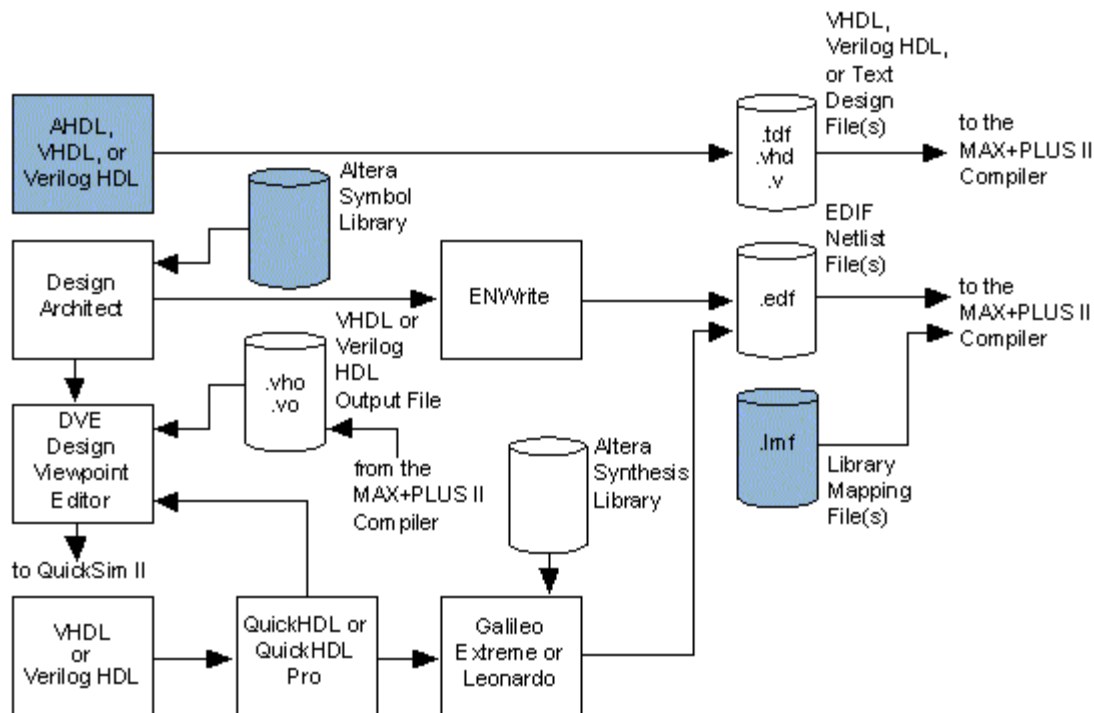 VHDL,
Verilog HDL,
or Text
Design
File(s)
AHDL,
VHDL, or
Verilog HDL
.tdf
.vhd
.v
to the
MAX+PLUS II
Compiler
Altera
Symbol
Library
EDIF
Netlist
File(s)
Design
Architect
ENWrite
.edf
to the
MAX+PLUS II
Compiler
VHDL or
Verilog
HDL
Output File
.vho
.vo
DVE
Design
Viewpoint
Editor
from the
MAX+PLUS II
Compiler
Altera
Synthesis
Library
.lmf
Library
Mapping
File(s)
to QuickSim II
VHDL
or
Verilog HDL
QuickHDL or
QuickHDL
Pro
Galileo
Extreme or
Leonardo